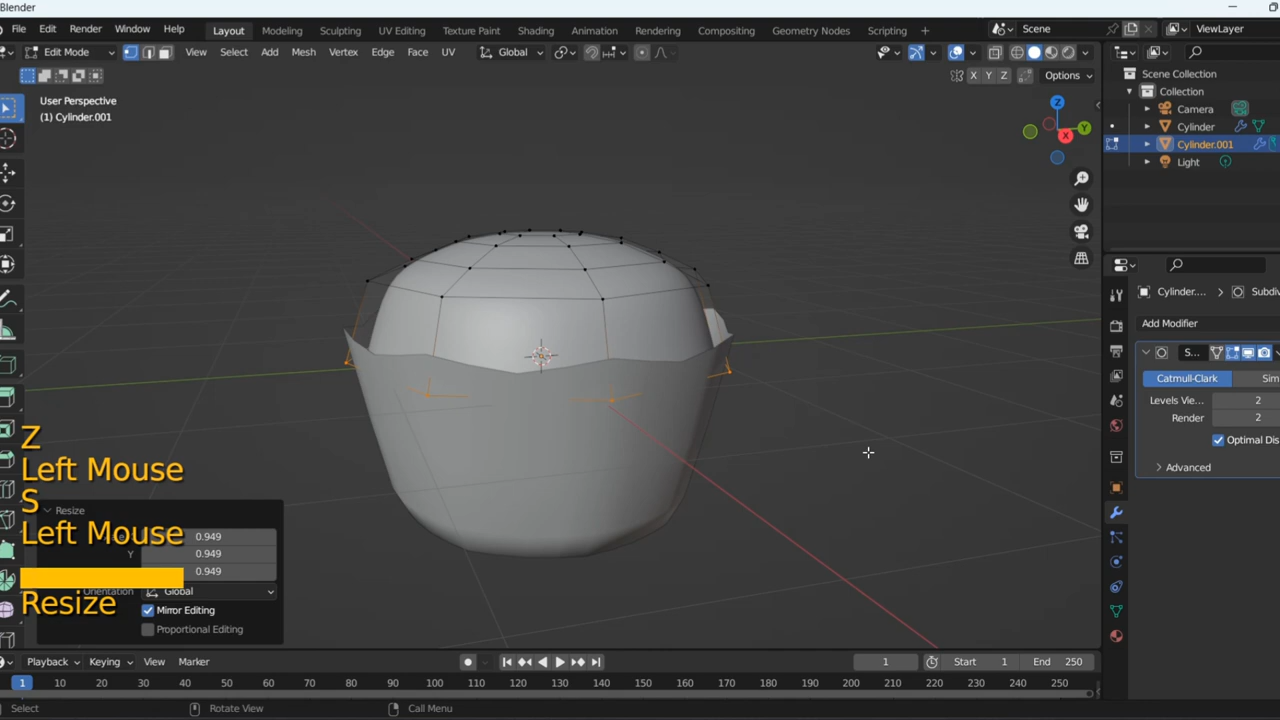 Blender
File Edit Render Window Help Layout Modeling Sculpting UV Editing Texture Paint Shading Animation Rendering Compositing Geometry Nodes Scripting + Scene ViewLayer
Edit Mode View Select Add Mesh Vertex Edge Face UV Global
X Y Z Options
User Perspective
(1) Cylinder.001
Z
Y
X
Scene Collection
Collection
Camera
Cylinder
Cylinder.001
Light
Cylinder.... > Subdiv
Add Modifier
S...
Catmull-Clark Sim
Levels Vie... 2
Render 2
Optimal Dis
Advanced
Z
Left Mouse
S
Left Mouse
Resize
Resize
0.949
Y 0.949
0.949
Orientation Global
Mirror Editing
Proportional Editing
Playback Keying View Marker 1 Start 1 End 250
1 10 20 30 40 50 60 70 80 90 100 110 120 130 140 150 160 170 180 190 200 210 220 230 240 250
Select Rotate View Call Menu